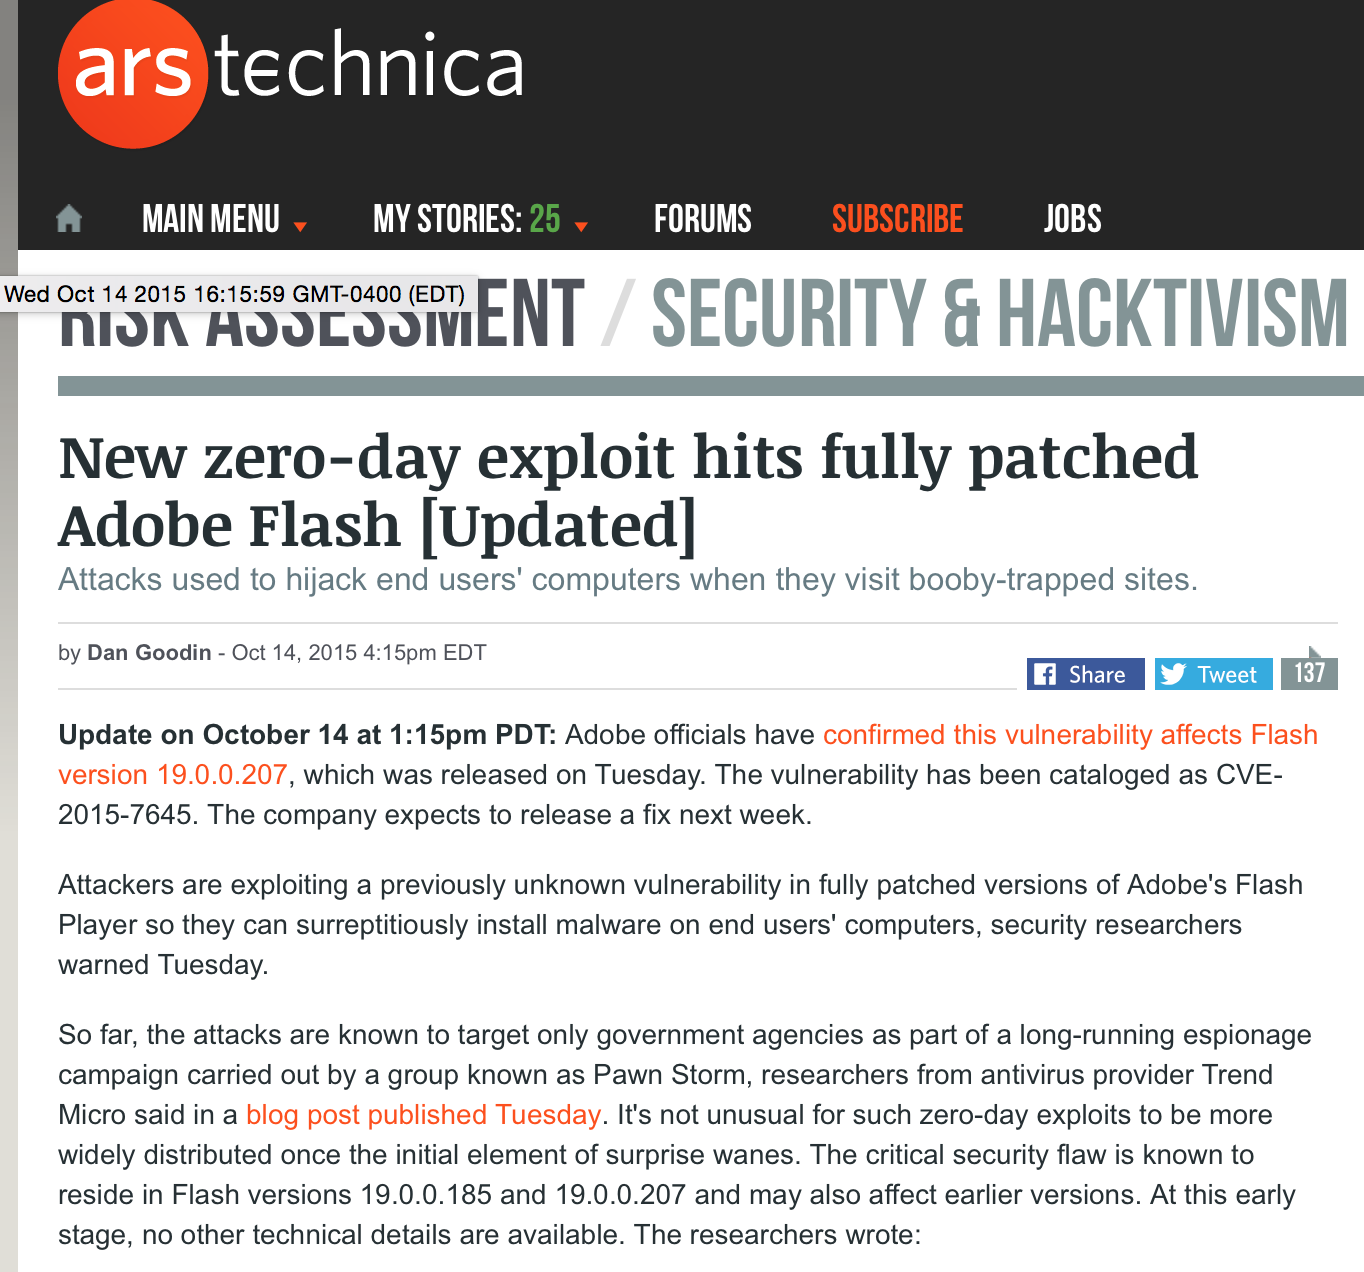 ars technica
MAIN MENU MY STORIES: 25 FORUMS SUBSCRIBE JOBS
Wed Oct 14 2015 16:15:59 GMT-0400 (EDT)
RISK ASSESSMENT / SECURITY & HACKTIVISM
New zero-day exploit hits fully patched
Adobe Flash [Updated]
Attacks used to hijack end users' computers when they visit booby-trapped sites.
by Dan Goodin - Oct 14, 2015 4:15pm EDT
Share Tweet 137
Update on October 14 at 1:15pm PDT: Adobe officials have confirmed this vulnerability affects Flash
version 19.0.0.207, which was released on Tuesday. The vulnerability has been cataloged as CVE-
2015-7645. The company expects to release a fix next week.
Attackers are exploiting a previously unknown vulnerability in fully patched versions of Adobe's Flash
Player so they can surreptitiously install malware on end users' computers, security researchers
warned Tuesday.
So far, the attacks are known to target only government agencies as part of a long-running espionage
campaign carried out by a group known as Pawn Storm, researchers from antivirus provider Trend
Micro said in a blog post published Tuesday. It's not unusual for such zero-day exploits to be more
widely distributed once the initial element of surprise wanes. The critical security flaw is known to
reside in Flash versions 19.0.0.185 and 19.0.0.207 and may also affect earlier versions. At this early
stage, no other technical details are available. The researchers wrote: